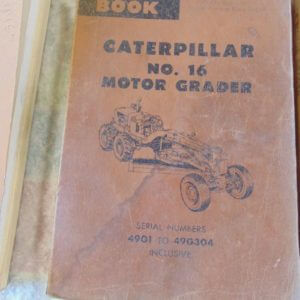 BOOK
CATERPILLAR
NO. 16
MOTOR GRADER
SERIAL NUMBERS
49G1 TO 49G304
INCLUSIVE